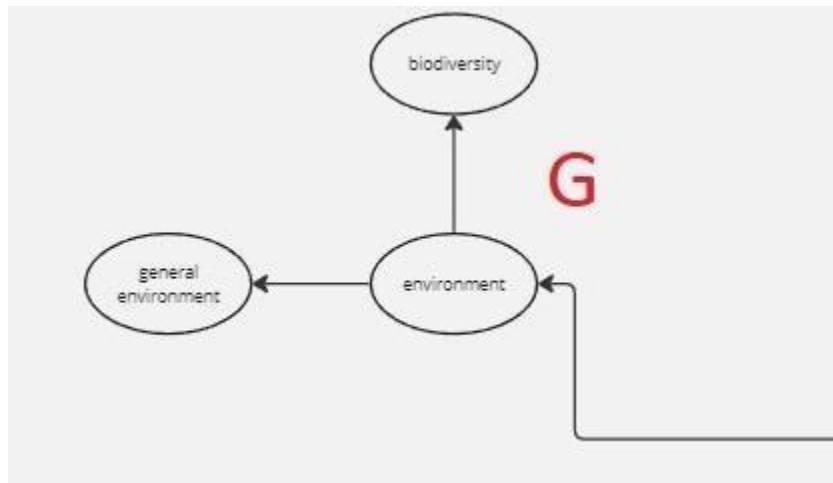 biodiversity
G
general
environment
environment